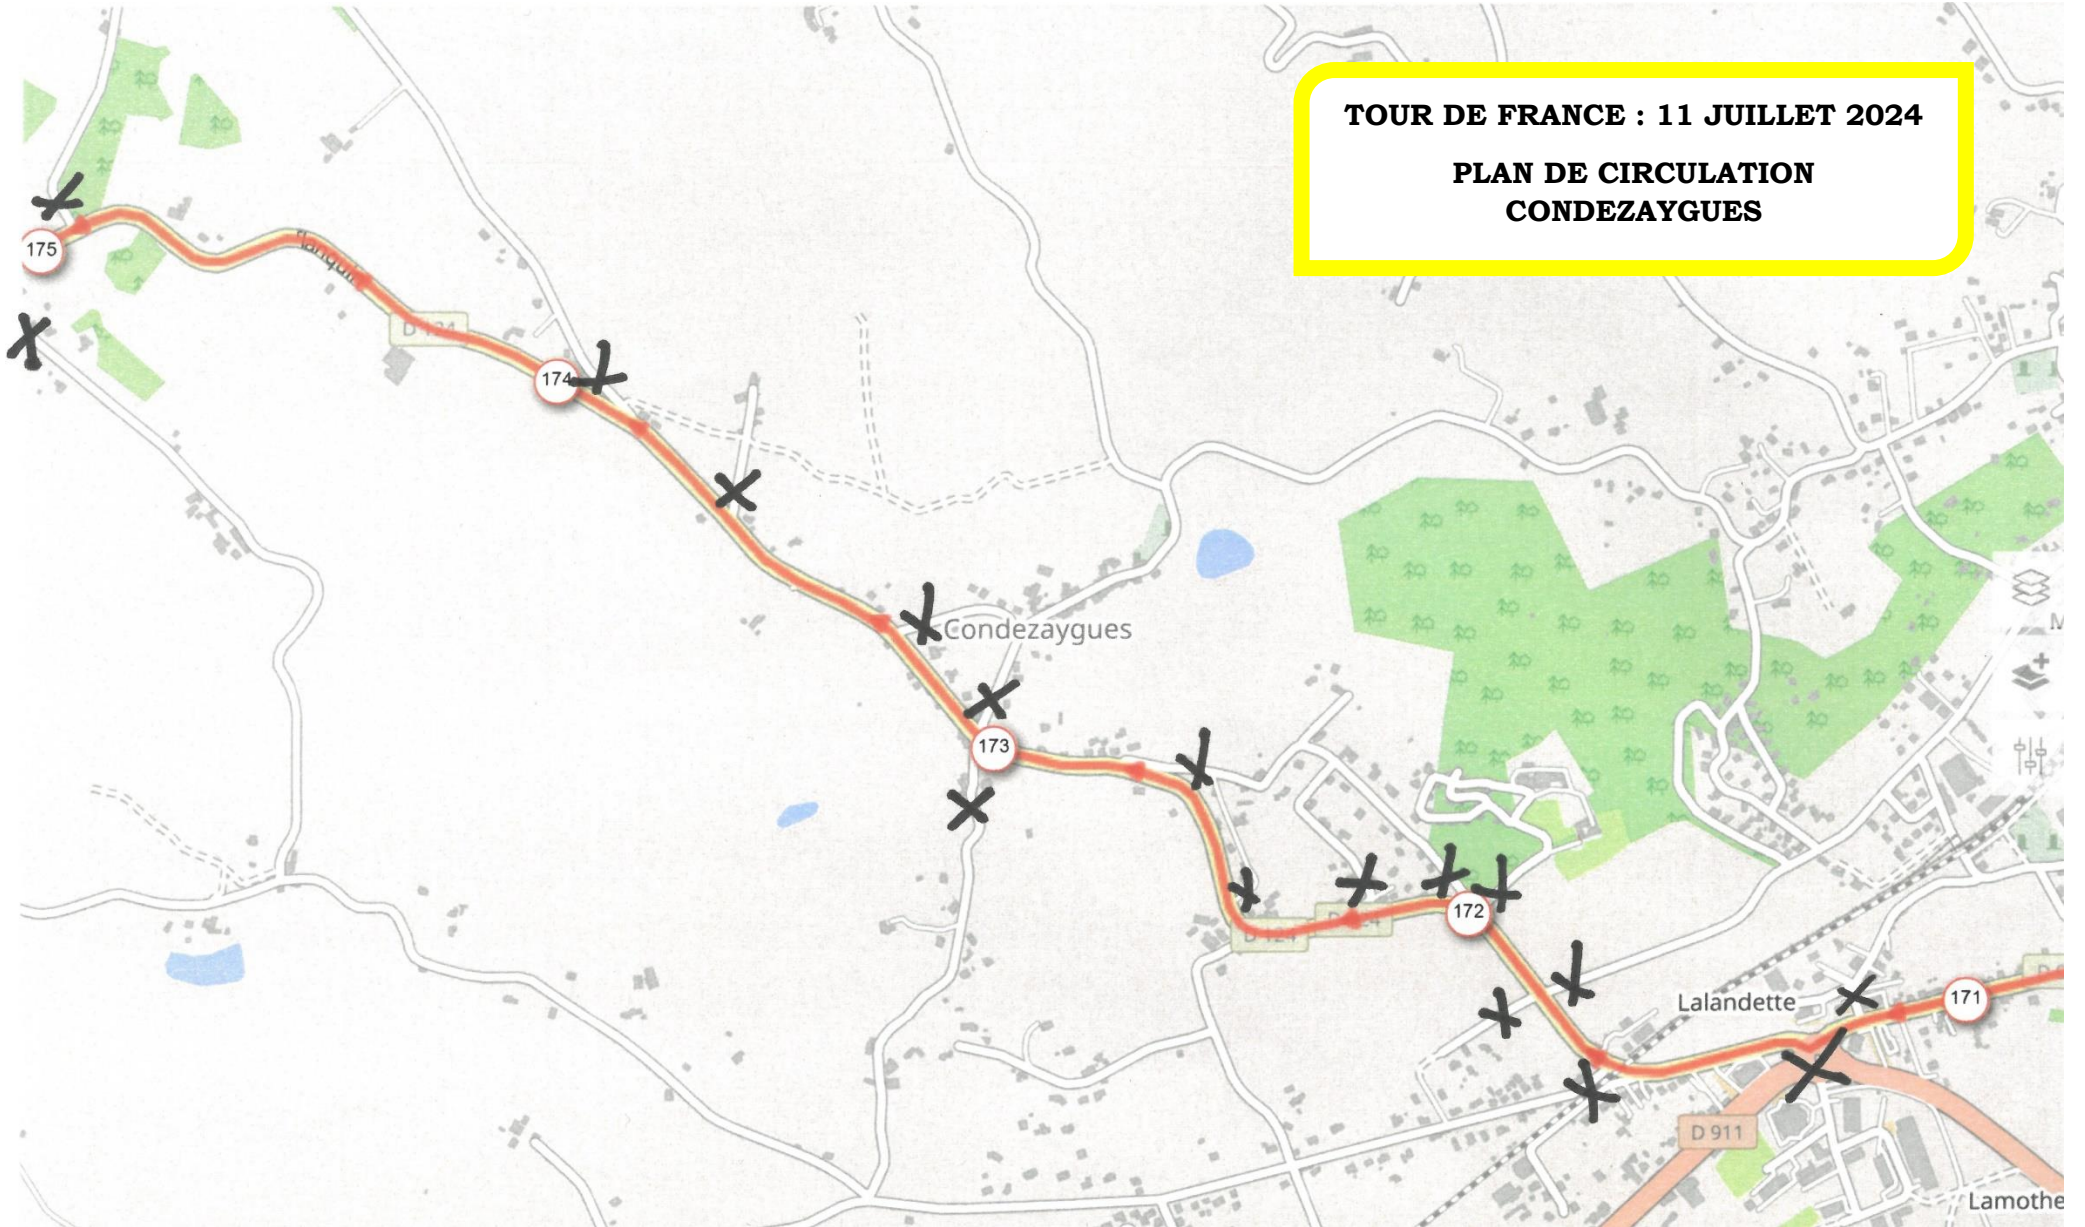 TOUR DE FRANCE : 11 JUILLET 2024
PLAN DE CIRCULATION
CONDEZAYGUES
175
174
Condezaygues
173
172
D 124
Lalandette
171
D 911
Lamothe